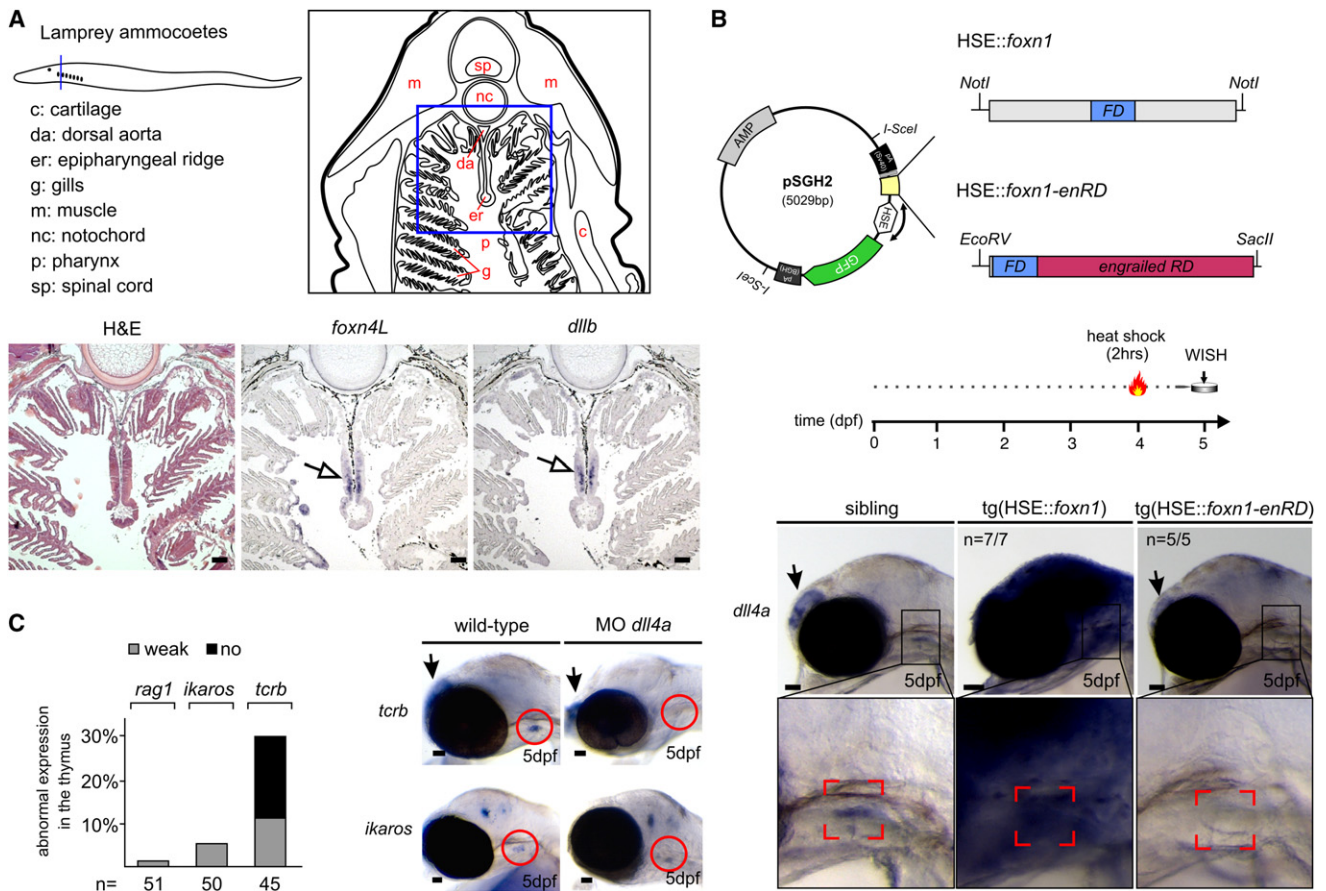 A
Lamprey ammocoetes
c: cartilage
da: dorsal aorta
er: epipharyngeal ridge
g: gills
m: muscle
nc: notochord
p: pharynx
sp: spinal cord
sp
m
m
nc
da
er
p
c
g
H&E
foxn4L
dllb
B
HSE::foxn1
NotI
NotI
FD
AMP
I-SceI
pA
(SV40)
pSGH2
(5029bp)
HSE
GFP
pA
(BGH)
I-SceI
HSE::foxn1-enRD
EcoRV
SacII
FD
engrailed RD
heat shock
(2hrs)
WISH
time (dpf)
0 1 2 3 4 5
sibling
tg(HSE::foxn1)
tg(HSE::foxn1-enRD)
n=7/7
n=5/5
dll4a
5dpf
5dpf
5dpf
C
weak no
rag1 ikaros tcrb
abnormal expression
in the thymus
30%
20%
10%
n= 51 50 45
wild-type
MO dll4a
tcrb
5dpf
5dpf
ikaros
5dpf
5dpf